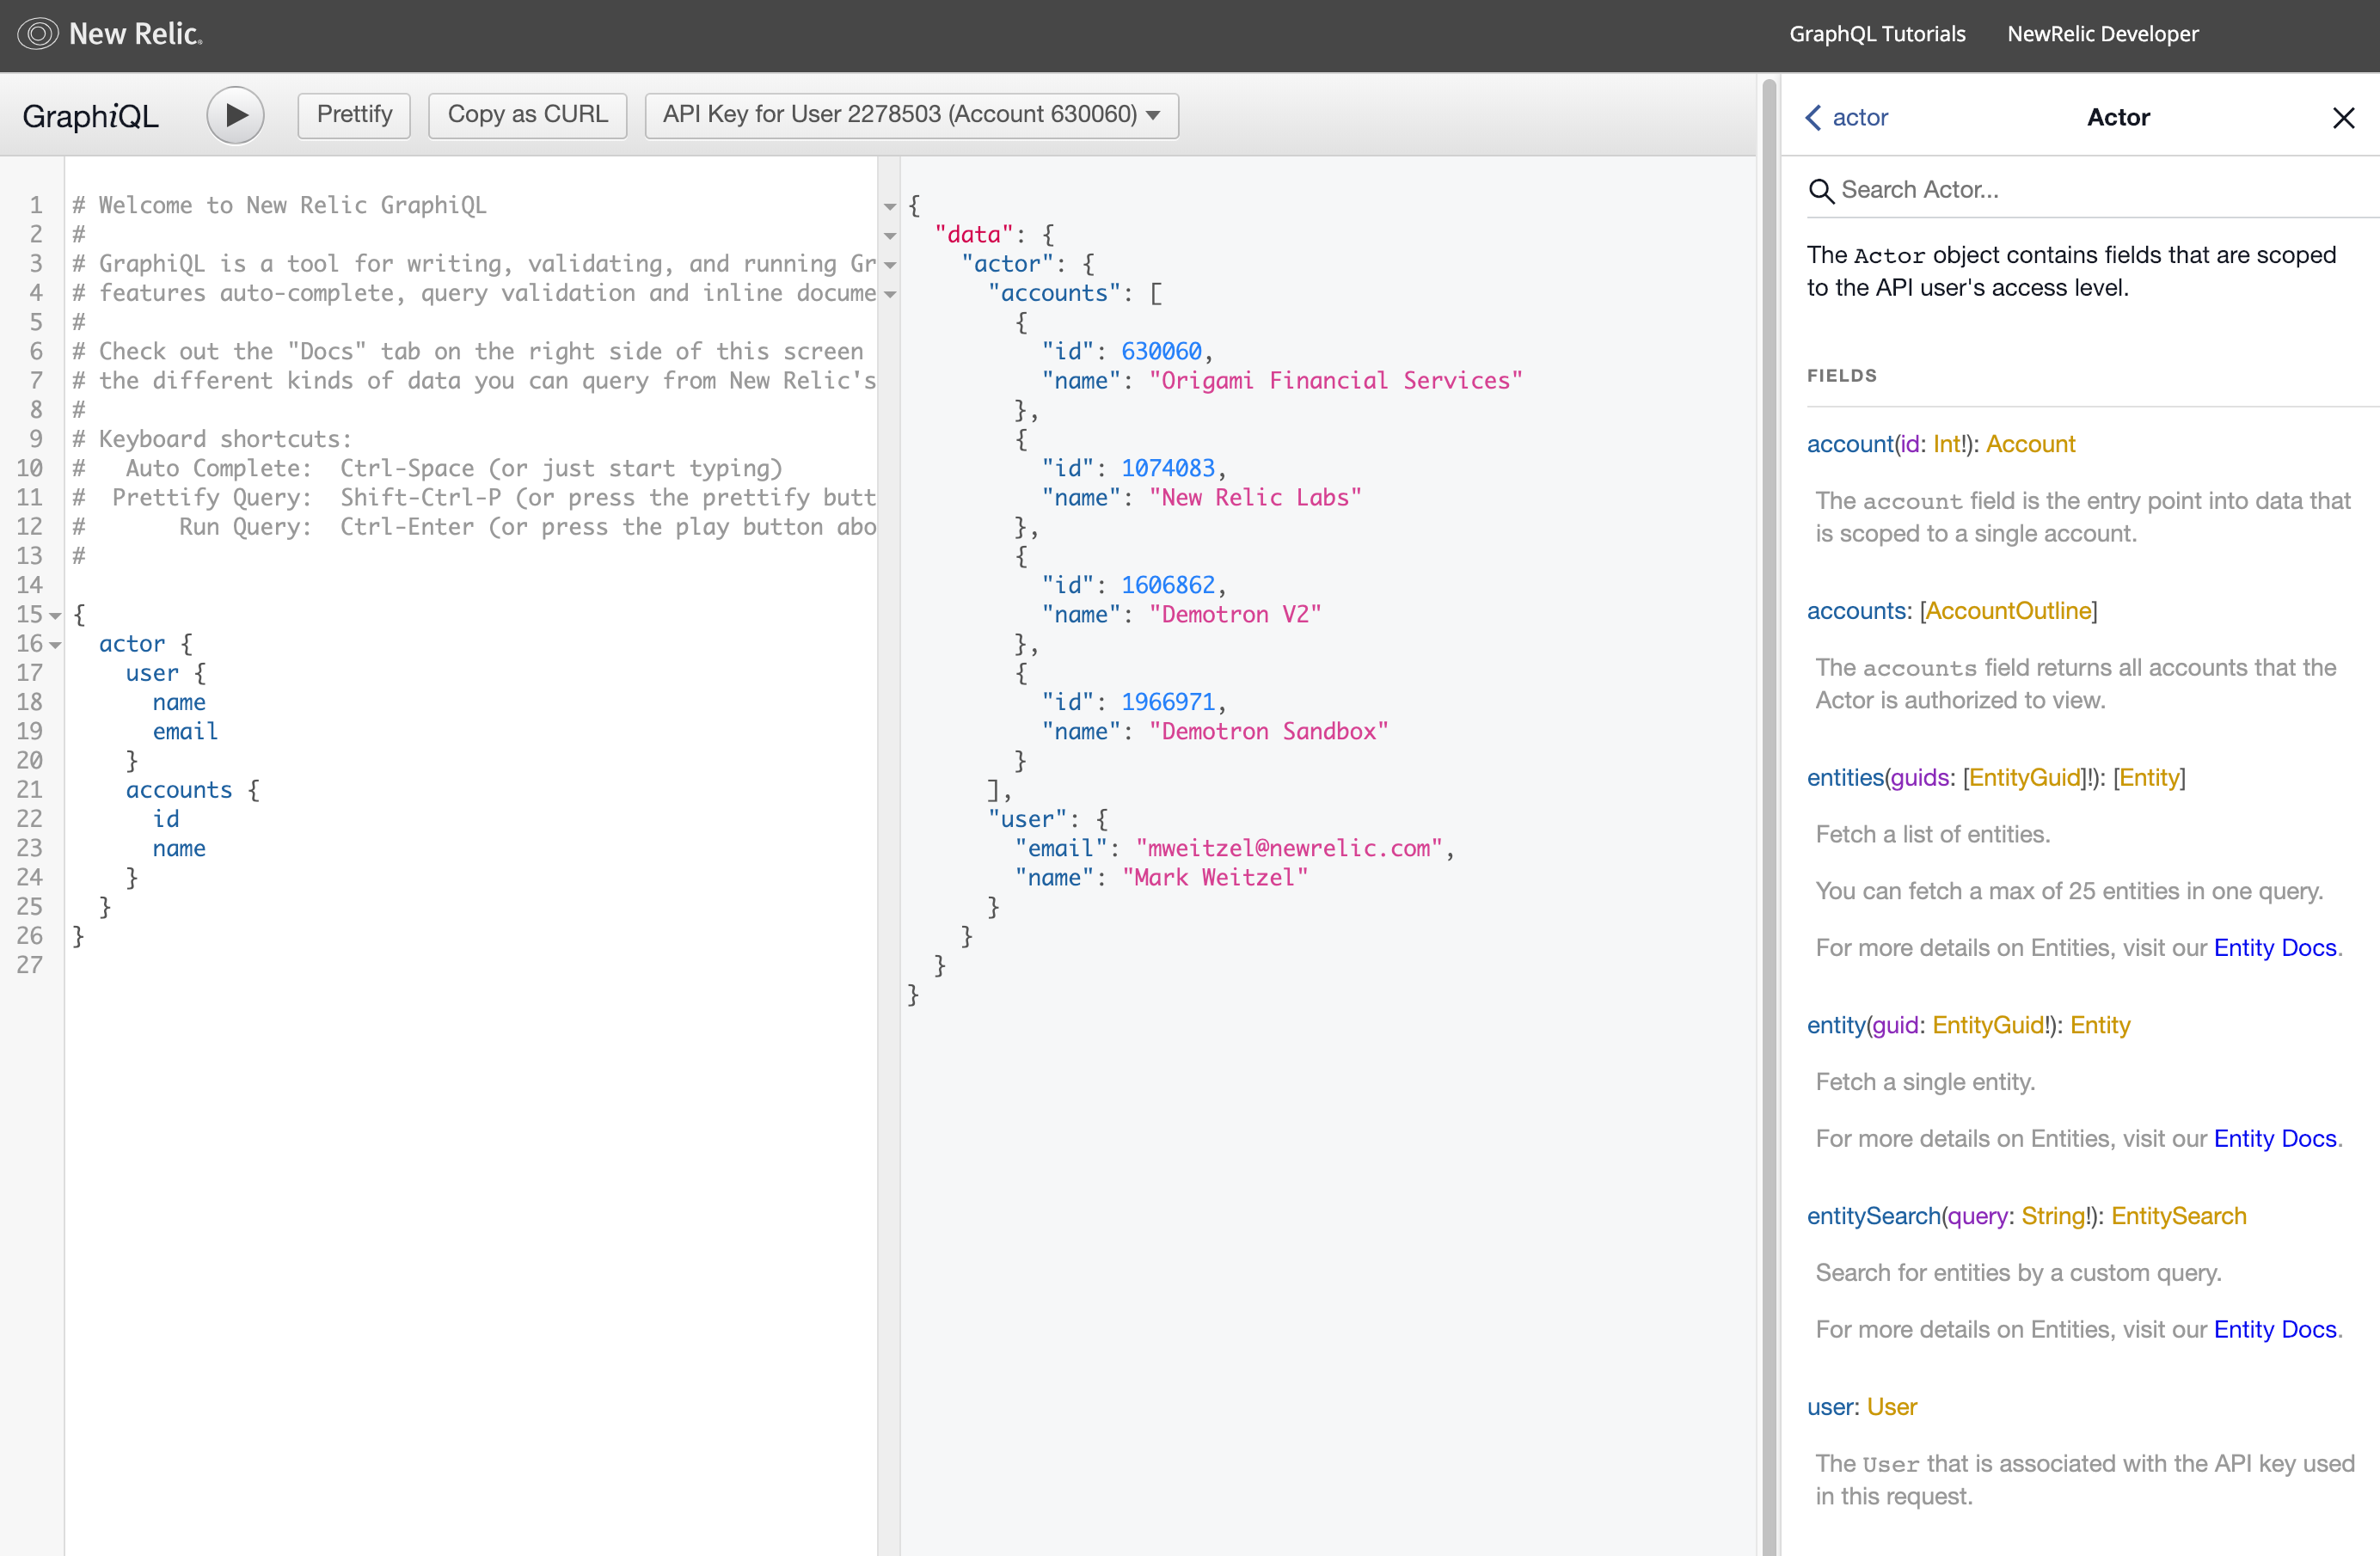 New Relic.
GraphQL Tutorials
NewRelic Developer
GraphiQL
Prettify
Copy as CURL
API Key for User 2278503 (Account 630060)
1 # Welcome to New Relic GraphiQL
2 #
3 # GraphiQL is a tool for writing, validating, and running Gr
4 # features auto-complete, query validation and inline docume
5 #
6 # Check out the "Docs" tab on the right side of this screen
7 # the different kinds of data you can query from New Relic's
8 #
9 # Keyboard shortcuts:
10 #   Auto Complete:  Ctrl-Space (or just start typing)
11 #  Prettify Query:  Shift-Ctrl-P (or press the prettify butt
12 #       Run Query:  Ctrl-Enter (or press the play button abo
13 #
14
15 {
16   actor {
17     user {
18       name
19       email
20     }
21     accounts {
22       id
23       name
24     }
25   }
26 }
27
{
  "data": {
    "actor": {
      "accounts": [
        {
          "id": 630060,
          "name": "Origami Financial Services"
        },
        {
          "id": 1074083,
          "name": "New Relic Labs"
        },
        {
          "id": 1606862,
          "name": "Demotron V2"
        },
        {
          "id": 1966971,
          "name": "Demotron Sandbox"
        }
      ],
      "user": {
        "email": "mweitzel@newrelic.com",
        "name": "Mark Weitzel"
      }
    }
  }
}
actor
Actor
Search Actor...
The Actor object contains fields that are scoped
to the API user's access level.
FIELDS
account(id: Int!): Account
The account field is the entry point into data that
is scoped to a single account.
accounts: [AccountOutline]
The accounts field returns all accounts that the
Actor is authorized to view.
entities(guids: [EntityGuid]!): [Entity]
Fetch a list of entities.
You can fetch a max of 25 entities in one query.
For more details on Entities, visit our Entity Docs.
entity(guid: EntityGuid!): Entity
Fetch a single entity.
For more details on Entities, visit our Entity Docs.
entitySearch(query: String!): EntitySearch
Search for entities by a custom query.
For more details on Entities, visit our Entity Docs.
user: User
The User that is associated with the API key used
in this request.